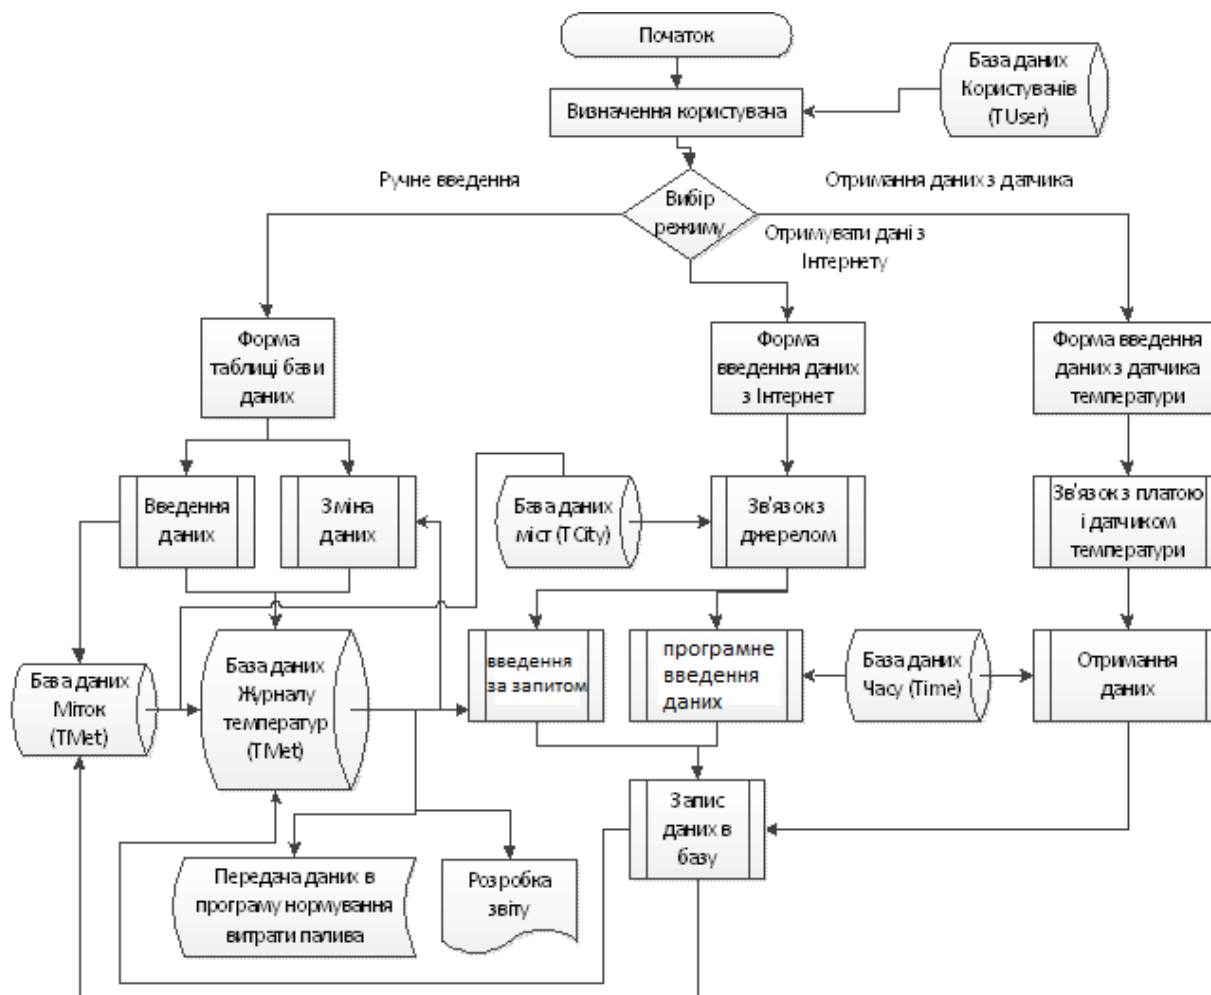 Початок
База даних
Користувачів
(TUser)
Визначення користувача
Ручне введення
Отримання даних з датчика
Вибір
режиму
Отримувати дані з
Інтернету
Форма
таблиці бази
даних
Форма
введення даних
з Інтернет
Форма введення
даних з датчика
температури
Введення
даних
Зміна
даних
База даних
міст (TCity)
Зв'язок з
джерелом
Зв'язок з платою
і датчиком
температури
База даних
Міток
(TMet)
База даних
Журналу
температур
(TMet)
введення
за запитом
програмне
введення
даних
База даних
Часу (Time)
Отримання
даних
Запис
даних в
базу
Передача даних в
програму нормування
витрати палива
Розробка
звіту